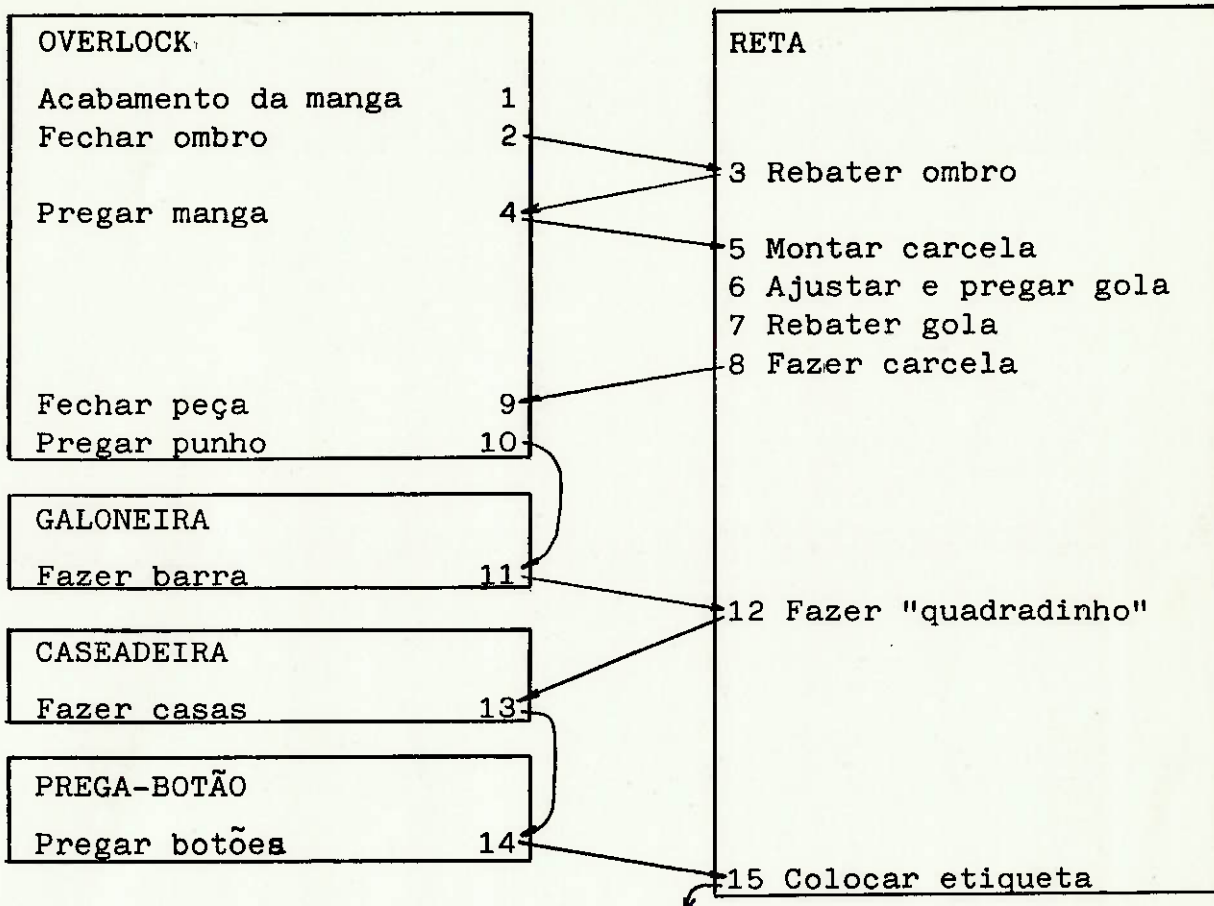 OVERLOCK
Acabamento da manga 1
Fechar ombro 2
Pregar manga 4
Fechar peça 9
Pregar punho 10
GALONEIRA
Fazer barra 11
CASEADEIRA
Fazer casas 13
PREGA-BOTÃO
Pregar botões 14
RETA
3 Rebater ombro
5 Montar carcela
6 Ajustar e pregar gola
7 Rebater gola
8 Fazer carcela
12 Fazer "quadradinho"
15 Colocar etiqueta